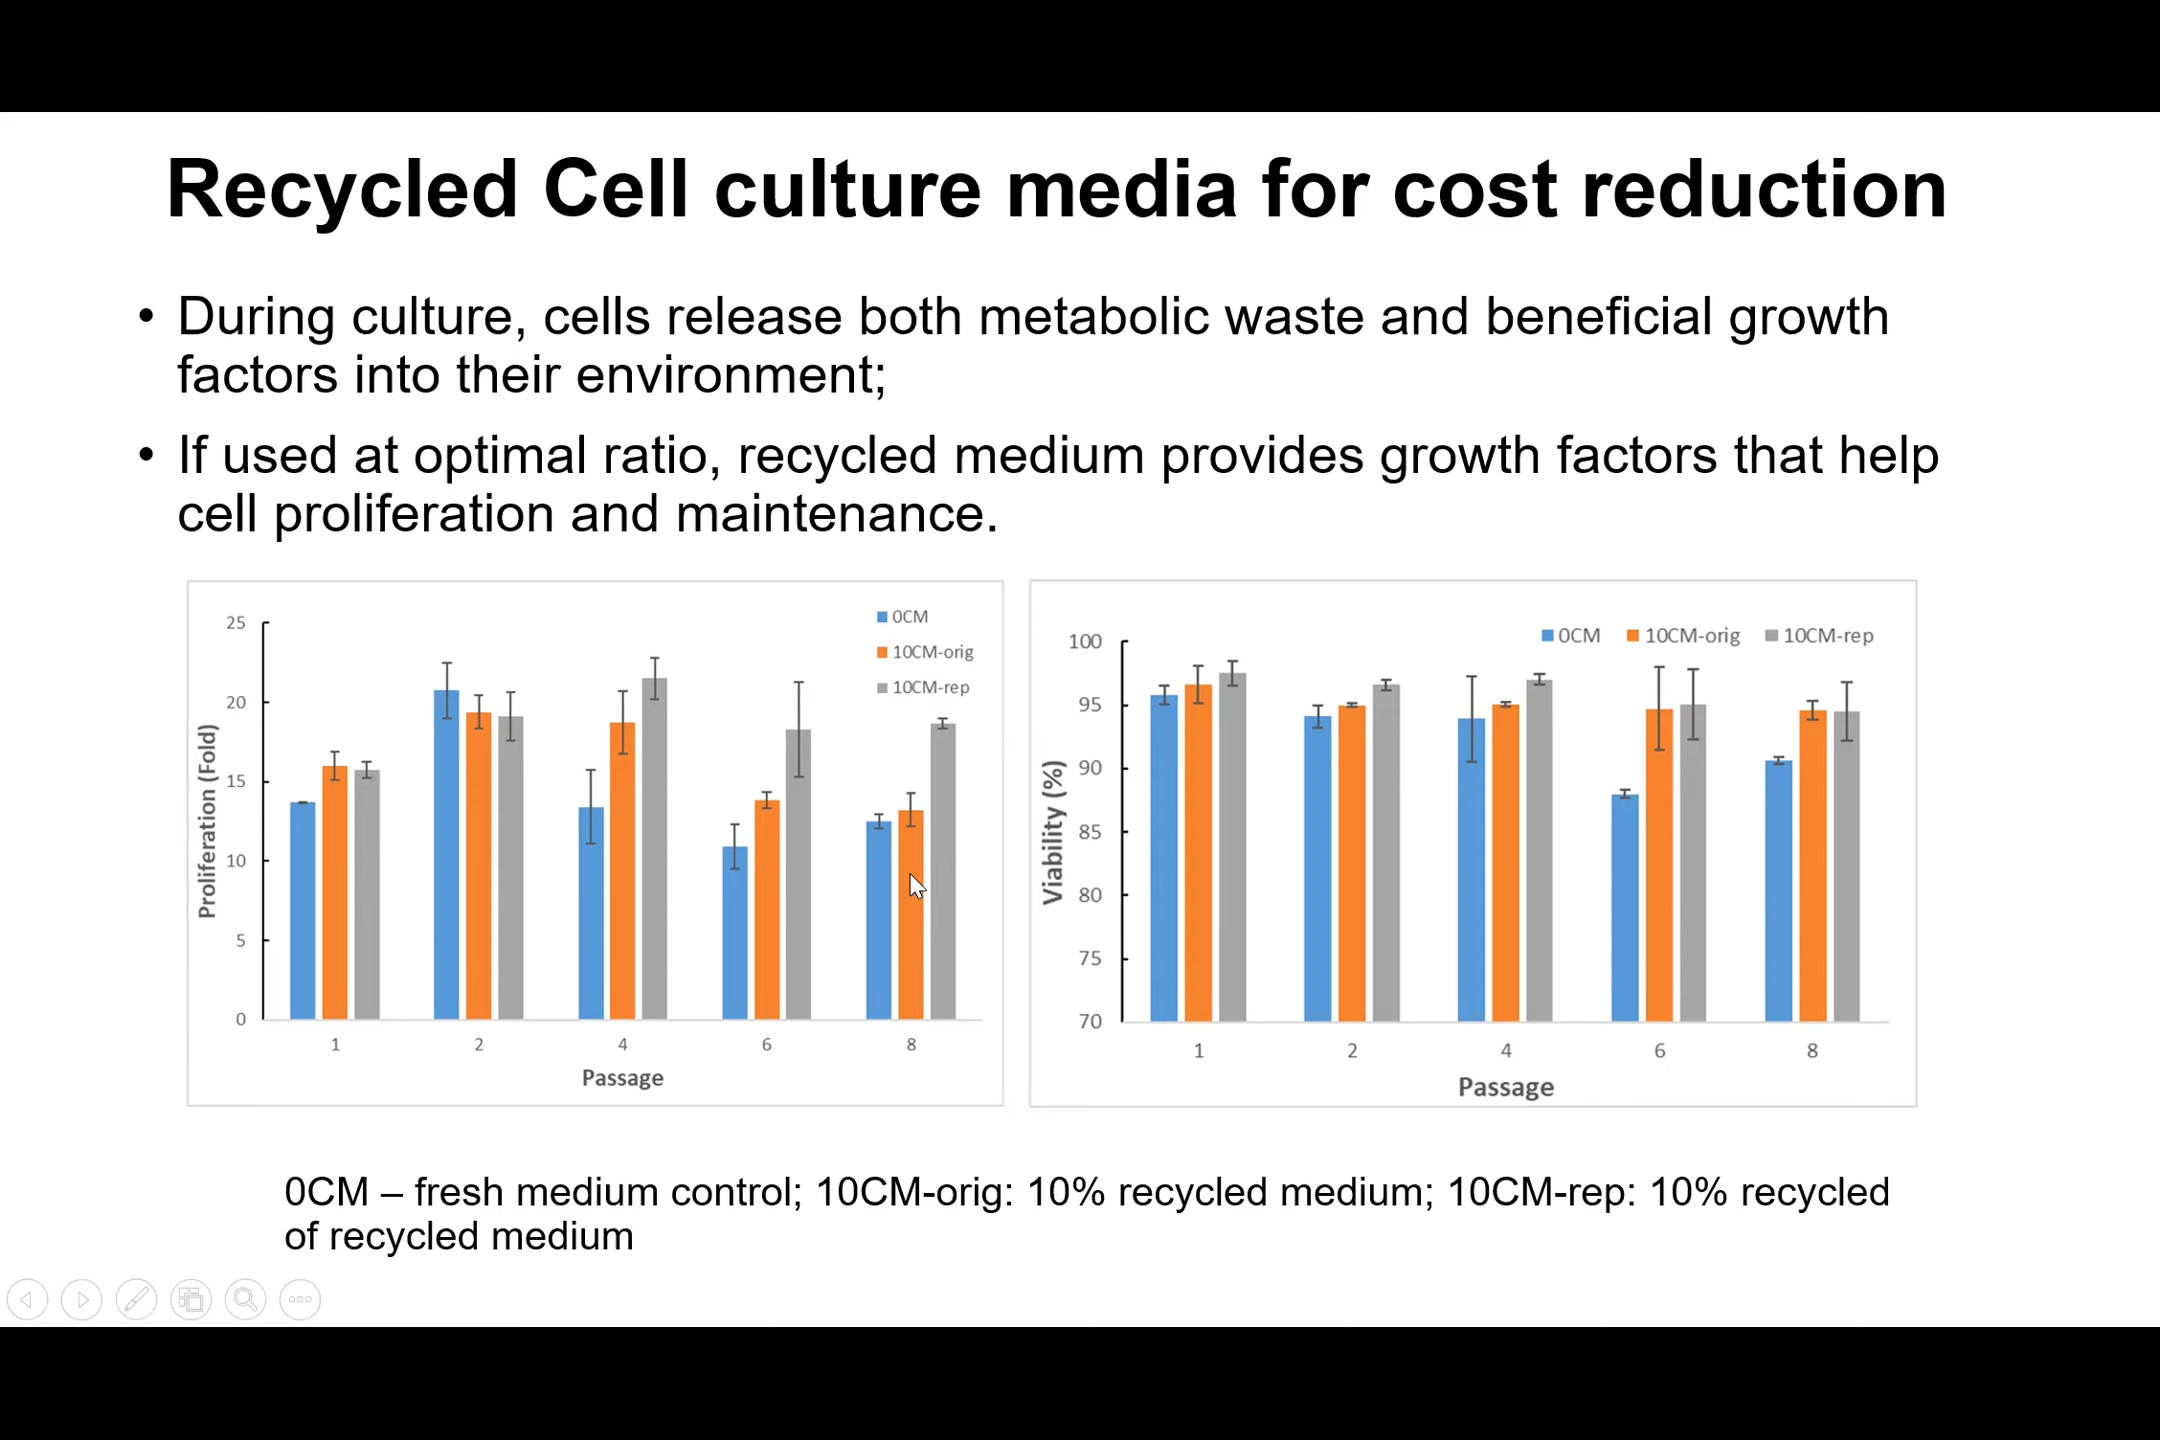 Recycled Cell culture media for cost reduction
• During culture, cells release both metabolic waste and beneficial growth
factors into their environment;
• If used at optimal ratio, recycled medium provides growth factors that help
cell proliferation and maintenance.
0CM
10CM-orig
10CM-rep
Proliferation (Fold)
25
20
15
10
5
0
1 2 4 6 8
Passage
0CM 10CM-orig 10CM-rep
Viability (%)
100
95
90
85
80
75
70
1 2 4 6 8
Passage
0CM – fresh medium control; 10CM-orig: 10% recycled medium; 10CM-rep: 10% recycled
of recycled medium